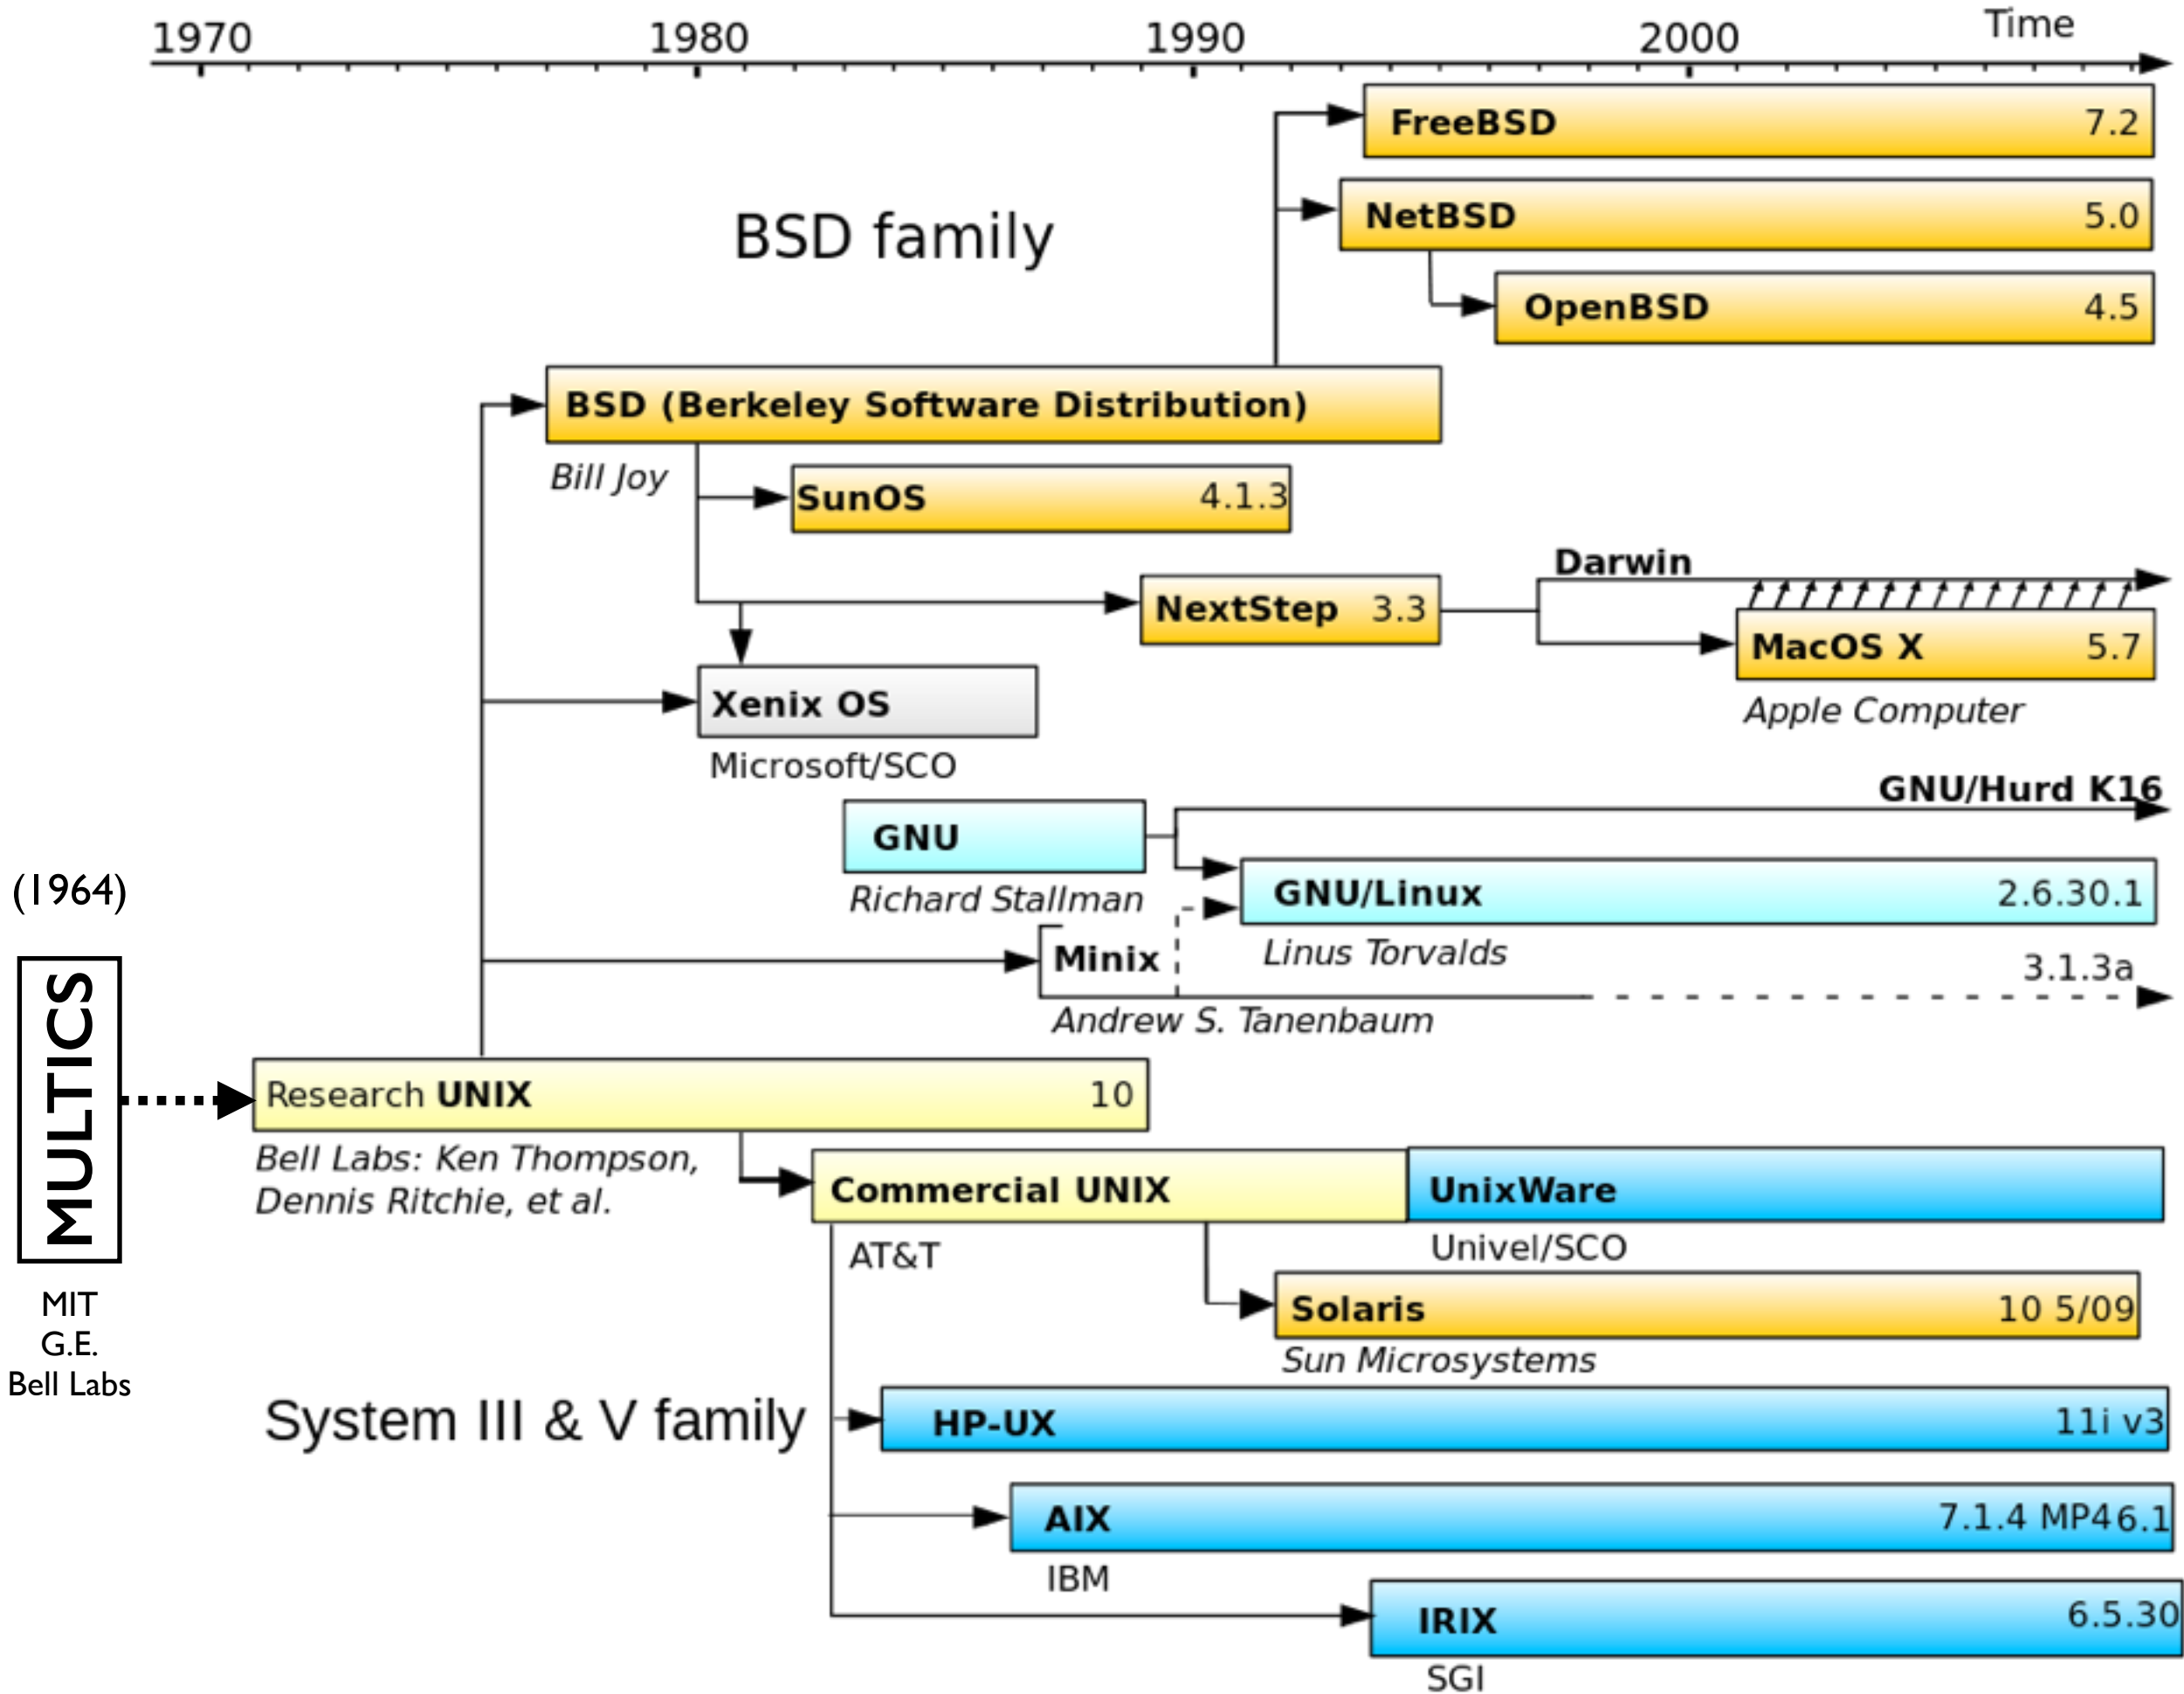 1970 1980 1990 2000 Time
FreeBSD 7.2
NetBSD 5.0
BSD family
OpenBSD 4.5
BSD (Berkeley Software Distribution)
Bill Joy
SunOS 4.1.3
Darwin
NextStep 3.3
MacOS X 5.7
Apple Computer
Xenix OS
Microsoft/SCO
GNU/Hurd K16
GNU
Richard Stallman
GNU/Linux 2.6.30.1
Linus Torvalds
Minix
3.1.3a
Andrew S. Tanenbaum
(1964)
MULTICS
MIT
G.E.
Bell Labs
Research UNIX 10
Bell Labs: Ken Thompson,
Dennis Ritchie, et al.
Commercial UNIX
AT&T
UnixWare
Univel/SCO
Solaris 10 5/09
Sun Microsystems
System III & V family
HP-UX 11i v3
AIX 7.1.4 MP4 6.1
IBM
IRIX 6.5.30
SGI